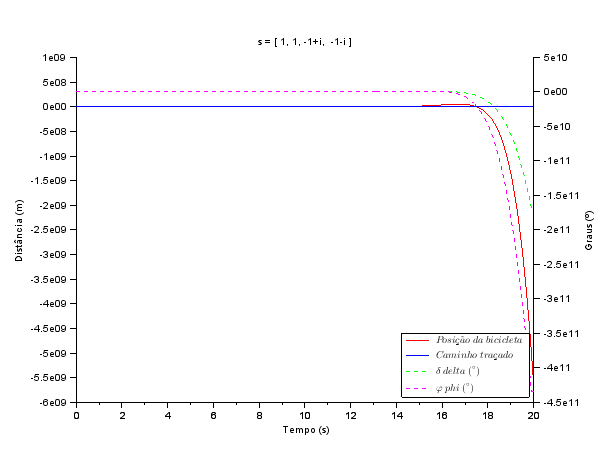 s = [ 1, 1, -1+i, -1-i ]
1e09
5e08
0e00
-5e08
-1e09
-1.5e09
-2e09
-2.5e09
-3e09
-3.5e09
-4e09
-4.5e09
-5e09
-5.5e09
-6e09
Distância (m)
5e10
0e00
-5e10
-1e11
-1.5e11
-2e11
-2.5e11
-3e11
-3.5e11
-4e11
-4.5e11
Graus (º)
Posição da bicicleta
Caminho traçado
δ delta (°)
φ phi (°)
0 2 4 6 8 10 12 14 16 18 20
Tempo (s)